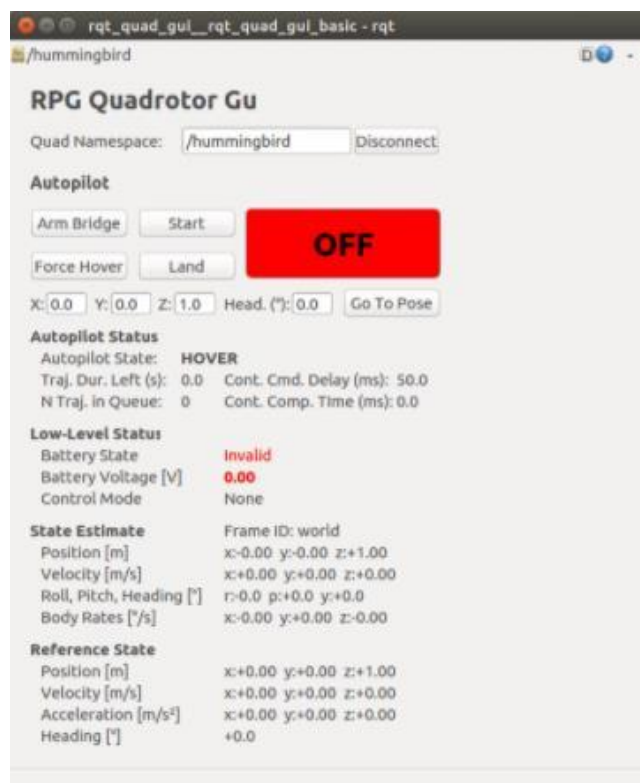 rqt_quad_gui__rqt_quad_gui_basic - rqt
/hummingbird D ? -
RPG Quadrotor Gu
Quad Namespace: /hummingbird Disconnect
Autopilot
Arm Bridge Start
OFF
Force Hover Land
X: 0.0 Y: 0.0 Z: 1.0 Head. (°): 0.0 Go To Pose
Autopilot Status
Autopilot State: HOVER
Traj. Dur. Left (s): 0.0 Cont. Cmd. Delay (ms): 50.0
N Traj. in Queue: 0 Cont. Comp. Time (ms): 0.0
Low-Level Status
Battery State Invalid
Battery Voltage [V] 0.00
Control Mode None
State Estimate Frame ID: world
Position [m] x:-0.00 y:-0.00 z:+1.00
Velocity [m/s] x:+0.00 y:+0.00 z:+0.00
Roll, Pitch, Heading [°] r:-0.0 p:+0.0 y:+0.0
Body Rates [°/s] x:-0.00 y:+0.00 z:-0.00
Reference State
Position [m] x:+0.00 y:+0.00 z:+1.00
Velocity [m/s] x:+0.00 y:+0.00 z:+0.00
Acceleration [m/s²] x:+0.00 y:+0.00 z:+0.00
Heading [°] +0.0